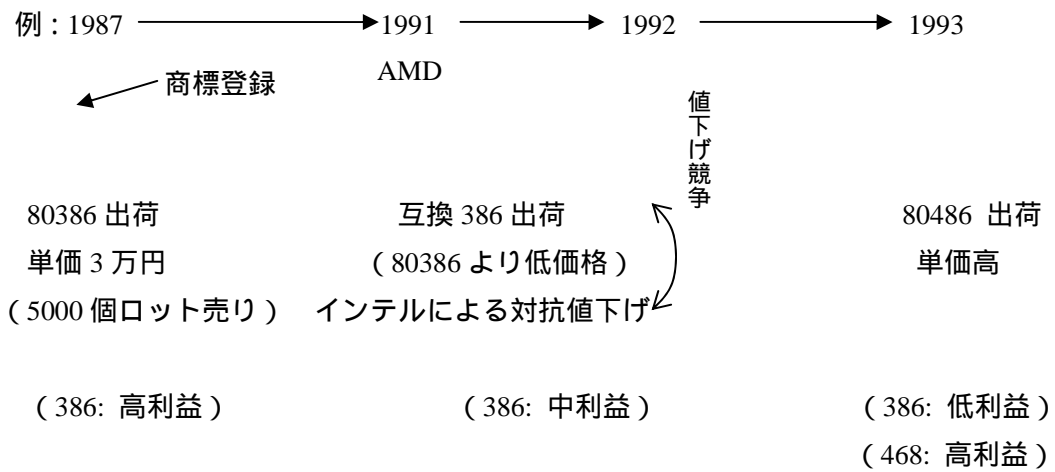 例：1987 1991 1992 1993
AMD
商標登録
値下げ競争
80386 出荷 互換 386 出荷 80486 出荷
単価 3 万円 （80386 より低価格） 単価高
（5000 個ロット売り） インテルによる対抗値下げ
（386: 高利益） （386: 中利益） （386: 低利益）
（468: 高利益）